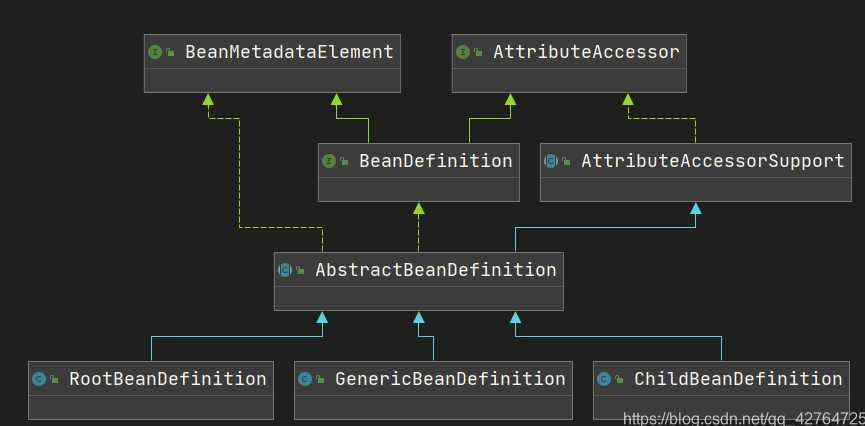 BeanMetadataElement
AttributeAccessor
BeanDefinition
AttributeAccessorSupport
AbstractBeanDefinition
RootBeanDefinition
GenericBeanDefinition
ChildBeanDefinition
https://blog.csdn.net/qq_42764725